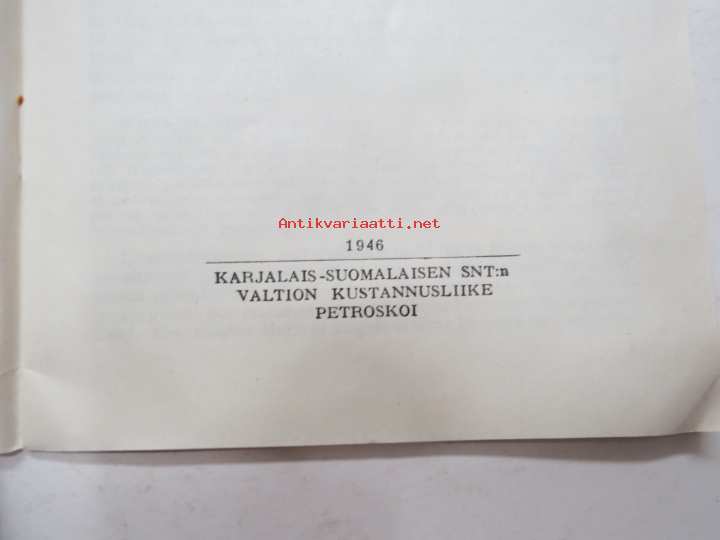 Antikvariaatti.net
1946
KARJALAIS-SUOMALAISEN SNT:n
VALTION KUSTANNUSLIIKE
PETROSKOI